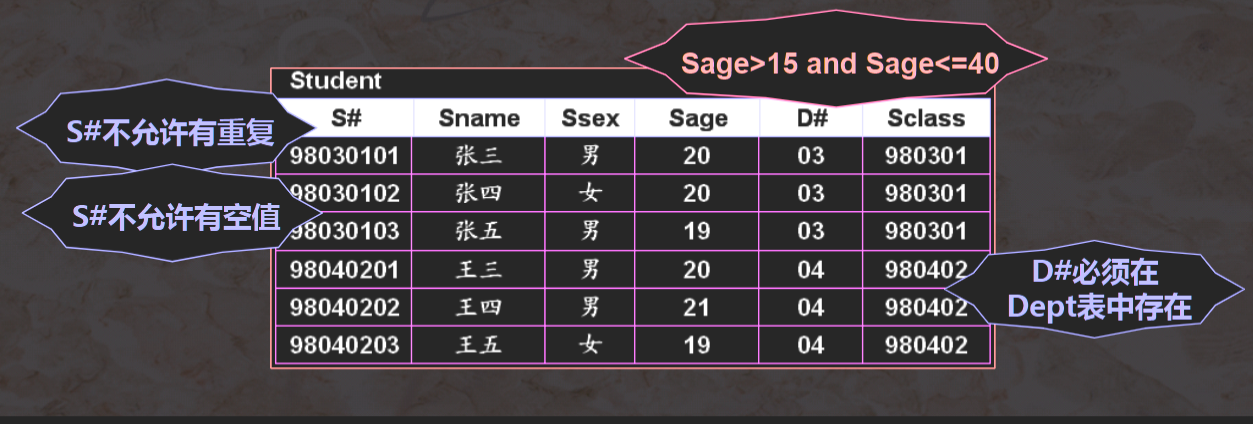 Sage>15 and Sage<=40
Student
S#不允许有重复
S# Sname Ssex Sage D# Sclass
98030101 张三 男 20 03 980301
98030102 张四 女 20 03 980301
S#不允许有空值
98030103 张五 男 19 03 980301
98040201 王三 男 20 04 980402
D#必须在
Dept表中存在
98040202 王四 男 21 04 980402
98040203 王五 女 19 04 980402